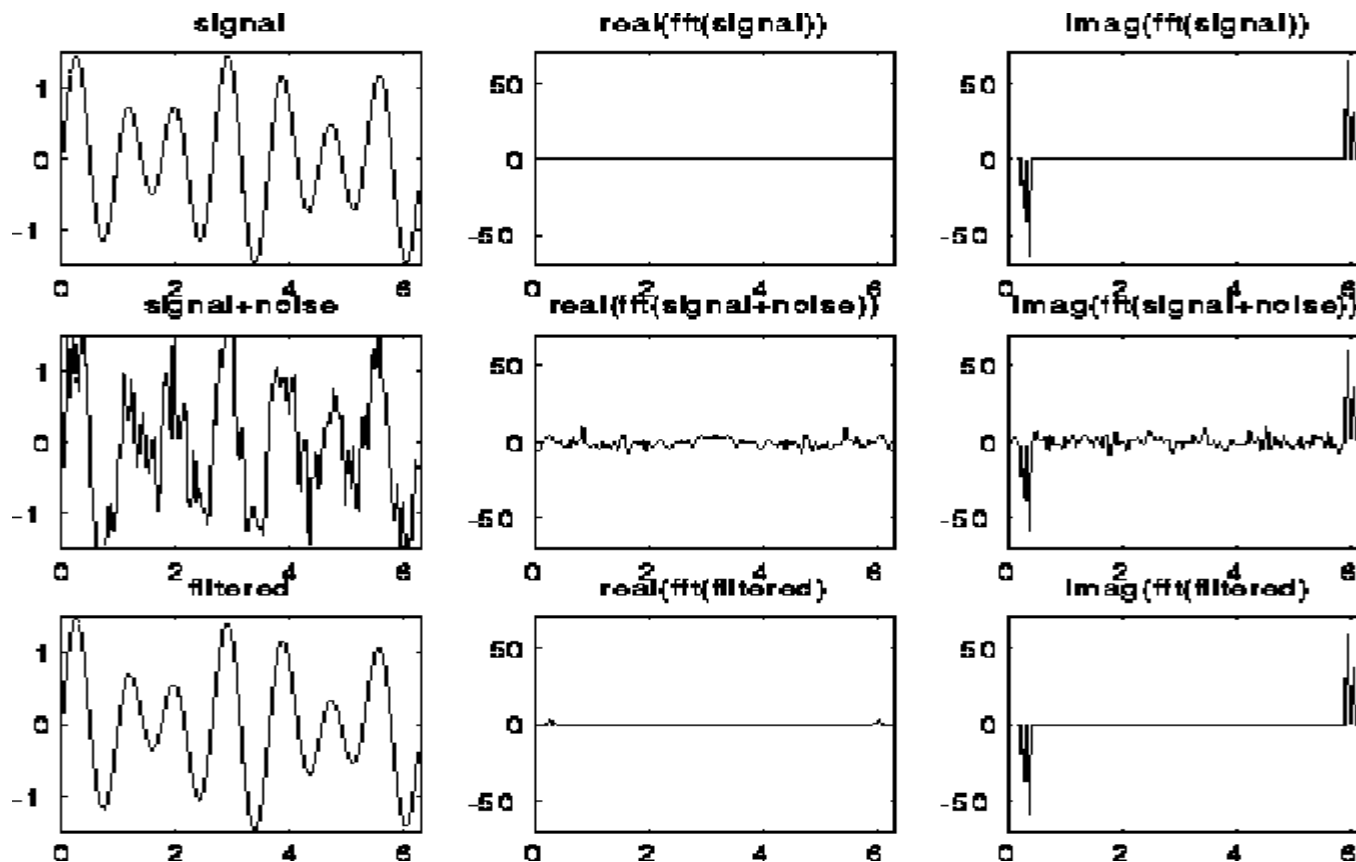 signal
real(fft(signal))
imag(fft(signal))
1
0
-1
0 2 4 6
50
0
-50
0 2 4 6
50
0
-50
0 2 4 6
signal+noise
real(fft(signal+noise))
imag(fft(signal+noise))
1
0
-1
0 2 4 6
50
0
-50
0 2 4 6
50
0
-50
0 2 4 6
filtered
real(fft(filtered)
imag(fft(filtered)
1
0
-1
0 2 4 6
50
0
-50
0 2 4 6
50
0
-50
0 2 4 6